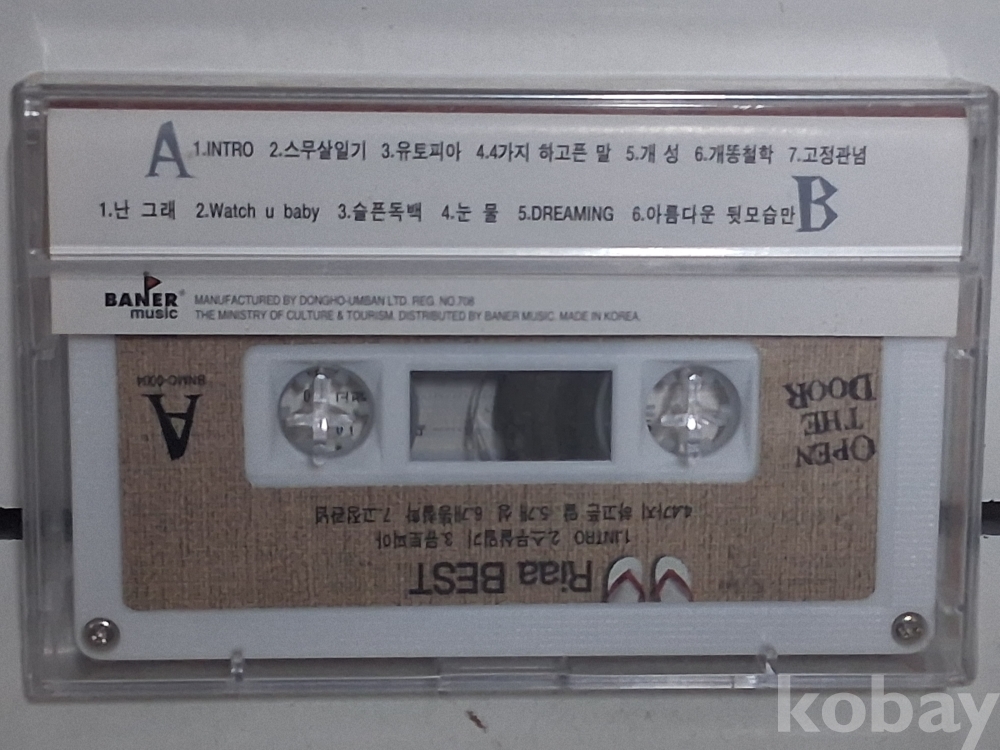 A 1.INTRO 2.스무살일기 3.유토피아 4.4가지 하고픈 말 5.개 성 6.개똥철학 7.고정관념
1.난 그래 2.Watch u baby 3.슬픈독백 4.눈 물 5.DREAMING 6.아름다운 뒷모습만 B
BANER music
MANUFACTURED BY DONGHO-UMBAN LTD. REG. NO.708
THE MINISTRY OF CULTURE & TOURISM. DISTRIBUTED BY BANER MUSIC. MADE IN KOREA.
Riaa BEST
1.INTRO 2.스무살일기 3.유토피아
4.4가지 하고픈 말 5.개 성 6.개똥철학 7.고정관념
OPEN
THE
DOOR
A
BNMC-0004
kobay